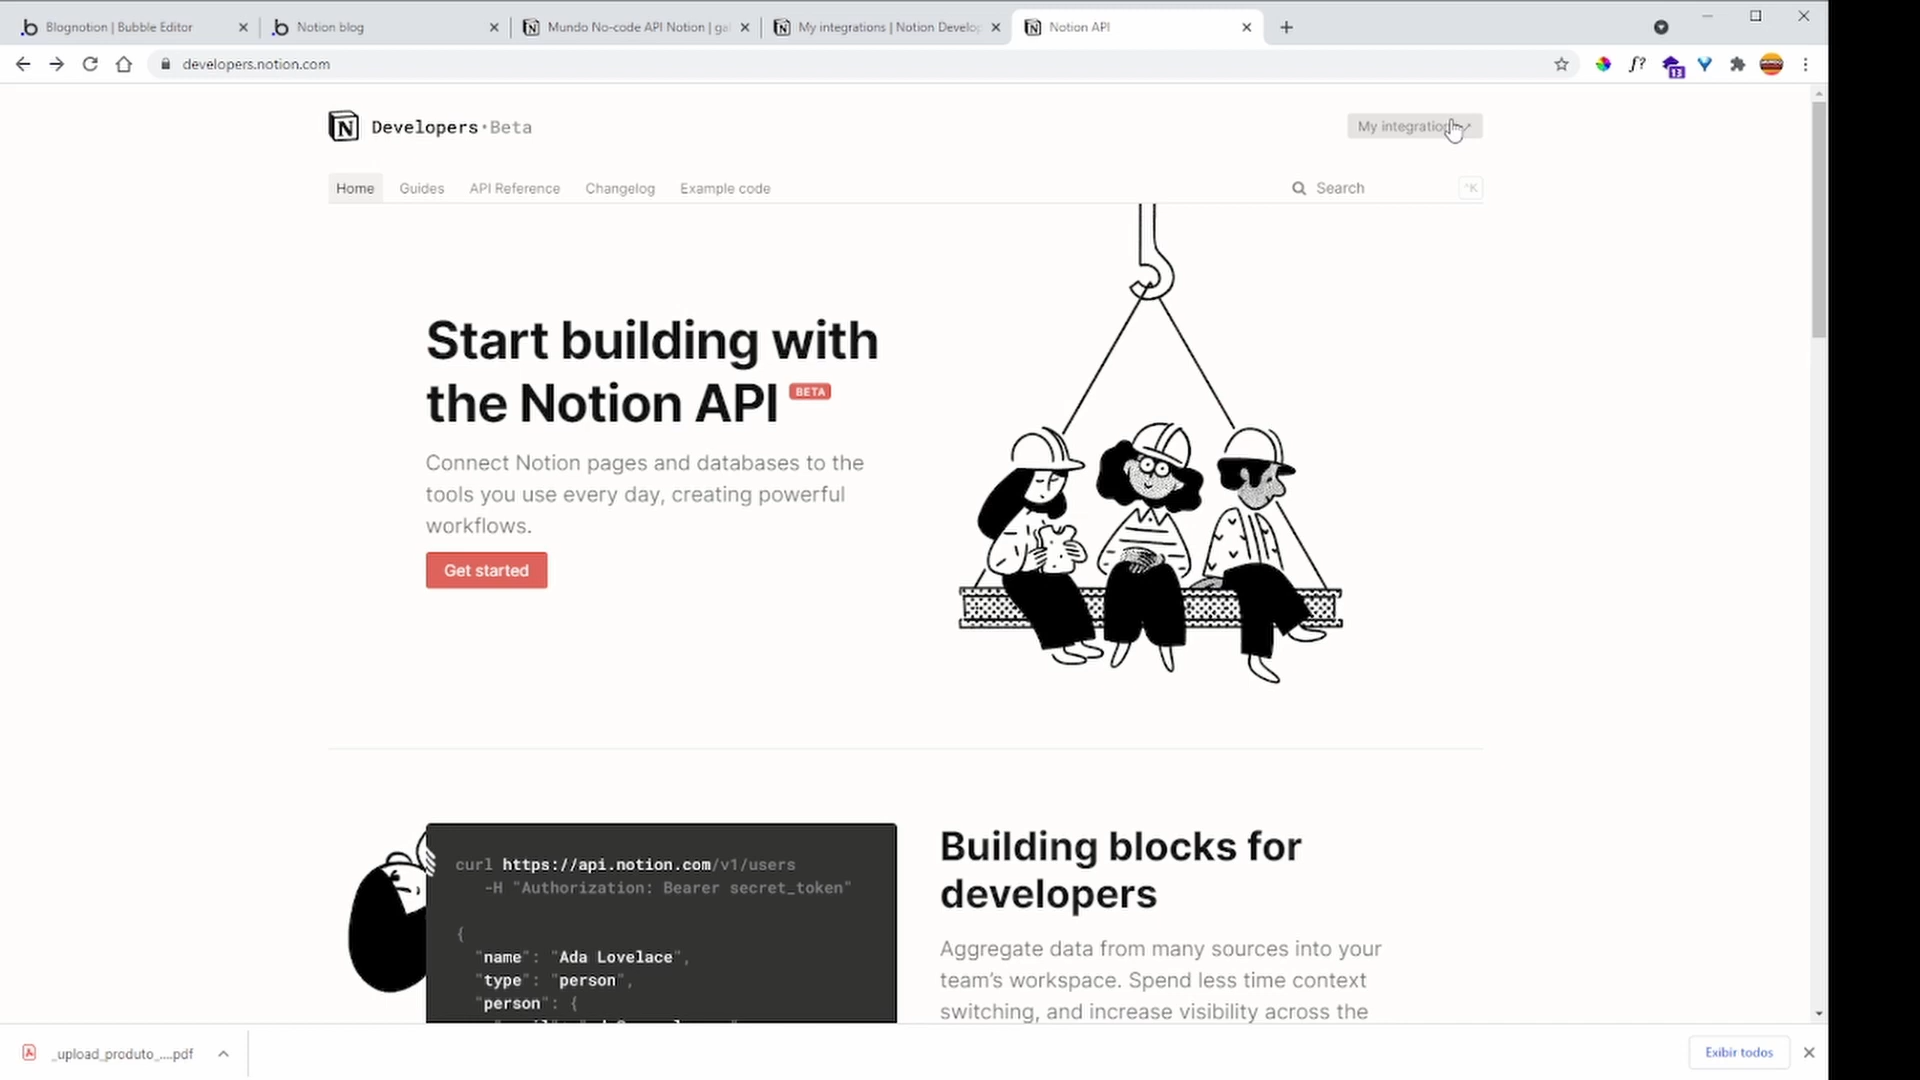 Blognotion | Bubble Editor
Notion blog
Mundo No-code API Notion | ga
My integrations | Notion Develop
Notion API
developers.notion.com
f?
13
Developers·Beta
My integration
Home
Guides
API Reference
Changelog
Example code
Search
^K
Start building with
the Notion API BETA
Connect Notion pages and databases to the
tools you use every day, creating powerful
workflows.
Get started
curl https://api.notion.com/v1/users
-H "Authorization: Bearer secret_token"
{
"name": "Ada Lovelace",
"type": "person",
"person": {
Building blocks for
developers
Aggregate data from many sources into your
team's workspace. Spend less time context
switching, and increase visibility across the
_upload_produto_....pdf
Exibir todos